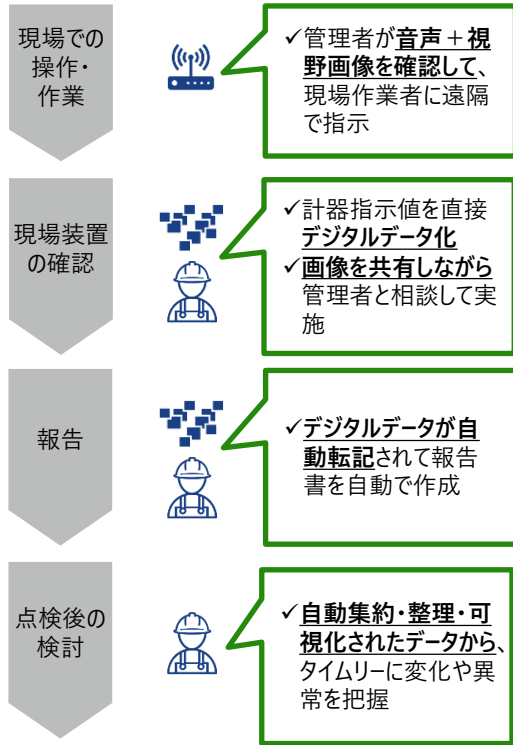 現場での
操作・
作業
✓管理者が音声＋視
野画像を確認して、
現場作業者に遠隔
で指示
現場装置
の確認
✓計器指示値を直接
デジタルデータ化
✓画像を共有しながら
管理者と相談して実
施
報告
✓デジタルデータが自
動転記されて報告
書を自動で作成
点検後の
検討
✓自動集約・整理・可
視化されたデータから、
タイムリーに変化や異
常を把握